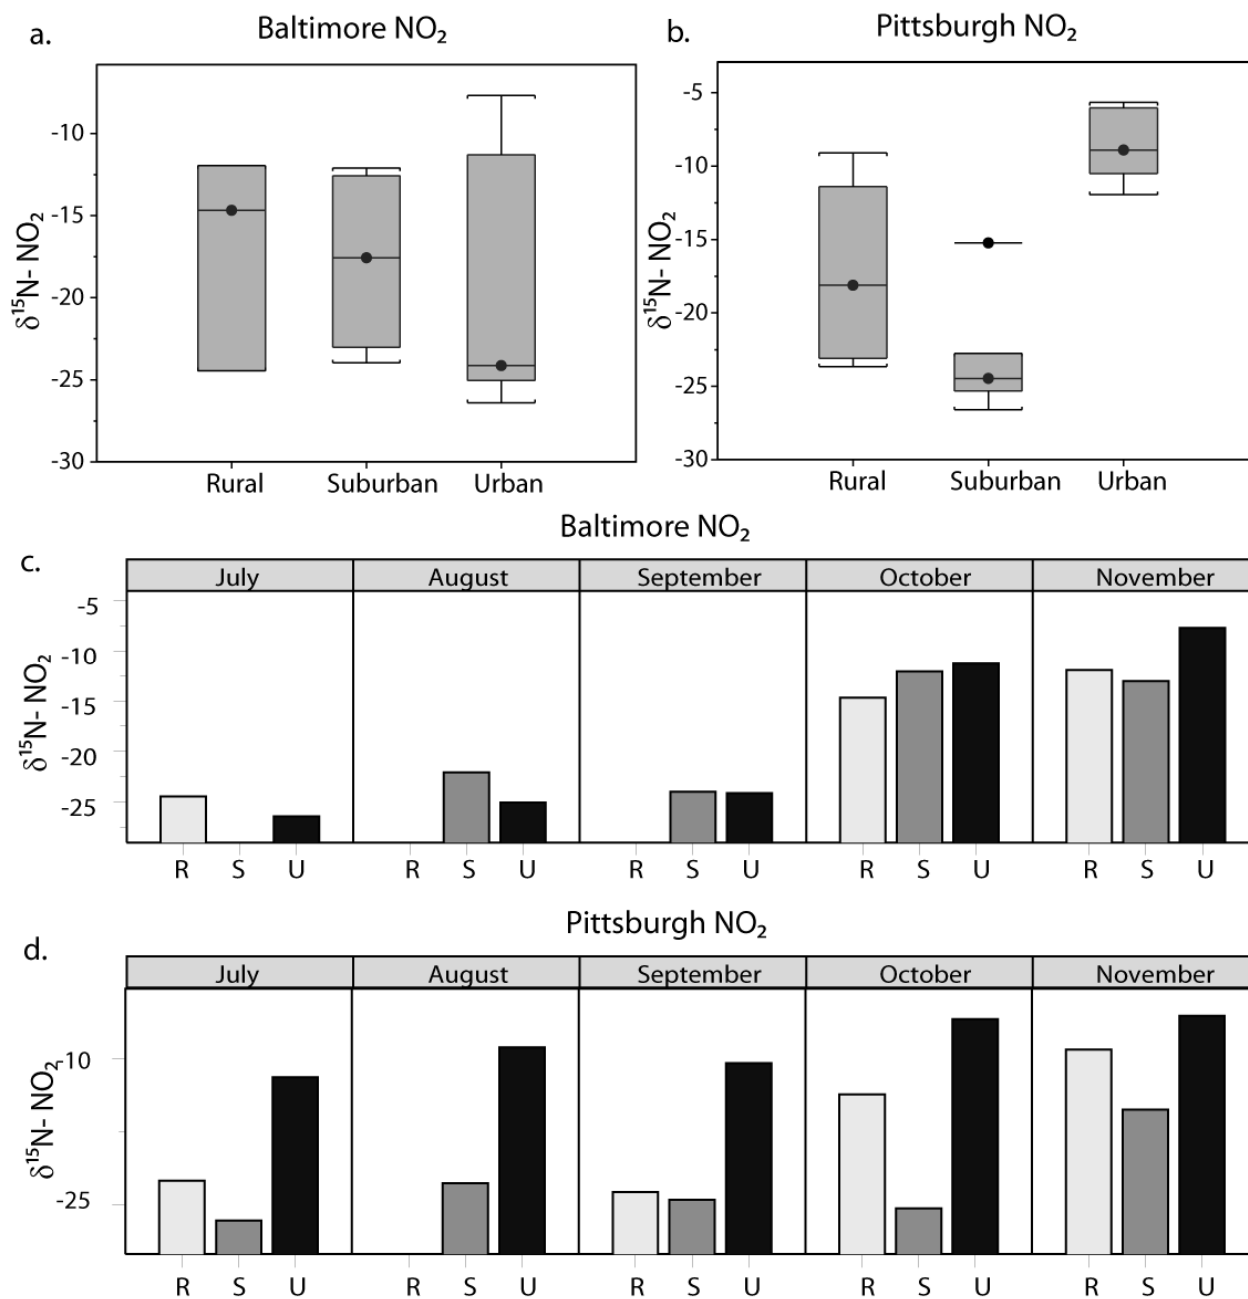 a.
Baltimore NO₂
δ¹⁵N- NO₂
-10
-15
-20
-25
-30
Rural Suburban Urban
b.
Pittsburgh NO₂
δ¹⁵N- NO₂
-5
-10
-15
-20
-25
-30
Rural Suburban Urban
Baltimore NO₂
c.
July August September October November
δ¹⁵N- NO₂
-5
-10
-15
-20
-25
R S U R S U R S U R S U R S U
Pittsburgh NO₂
d.
July August September October November
δ¹⁵N- NO₂
-10
-25
R S U R S U R S U R S U R S U